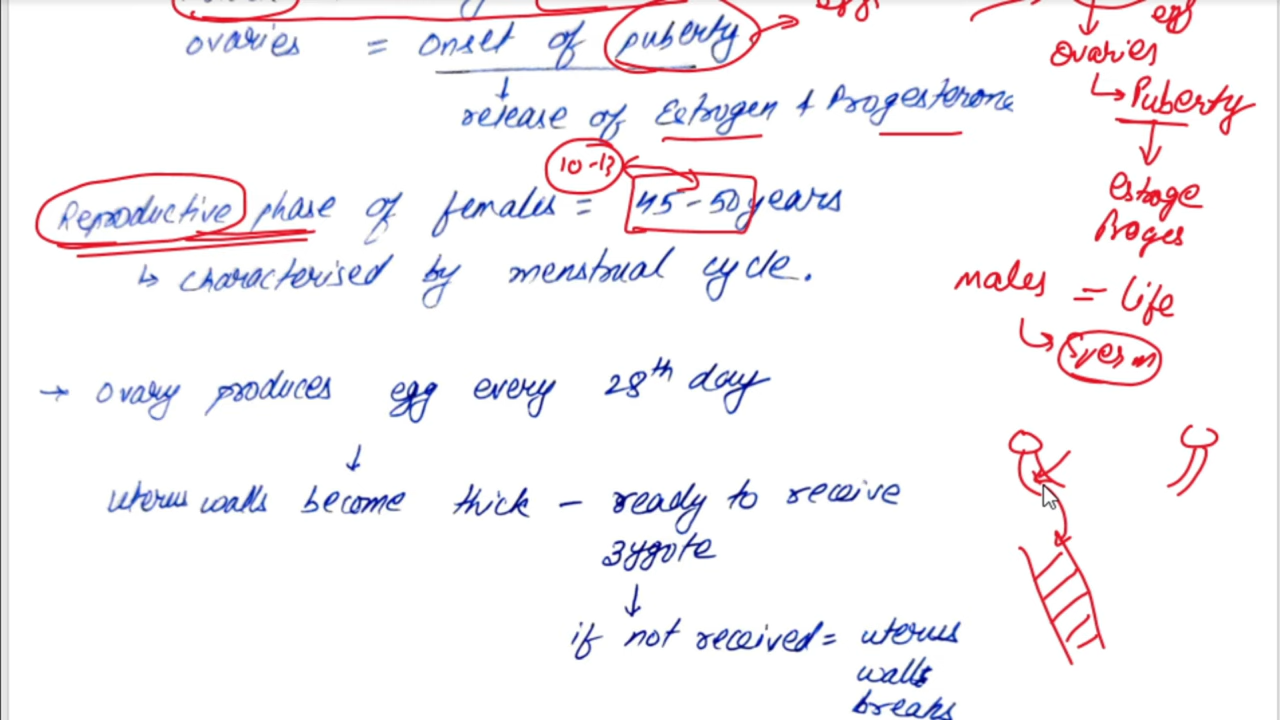 ovaries = Onset of puberty →
↓
release of Estrogen & Progesterone
10-13
Reproductive phase of females = 45-50 years
↳ characterised by menstrual cycle.
→ Ovary produces egg every 28th day
↓
uterus walls become thick - ready to receive
zygote
↓
if not received = uterus
walls
breaks
egg
Ovaries
↳ Puberty
↓
estroge
Proges
males = life
↳ Sperm